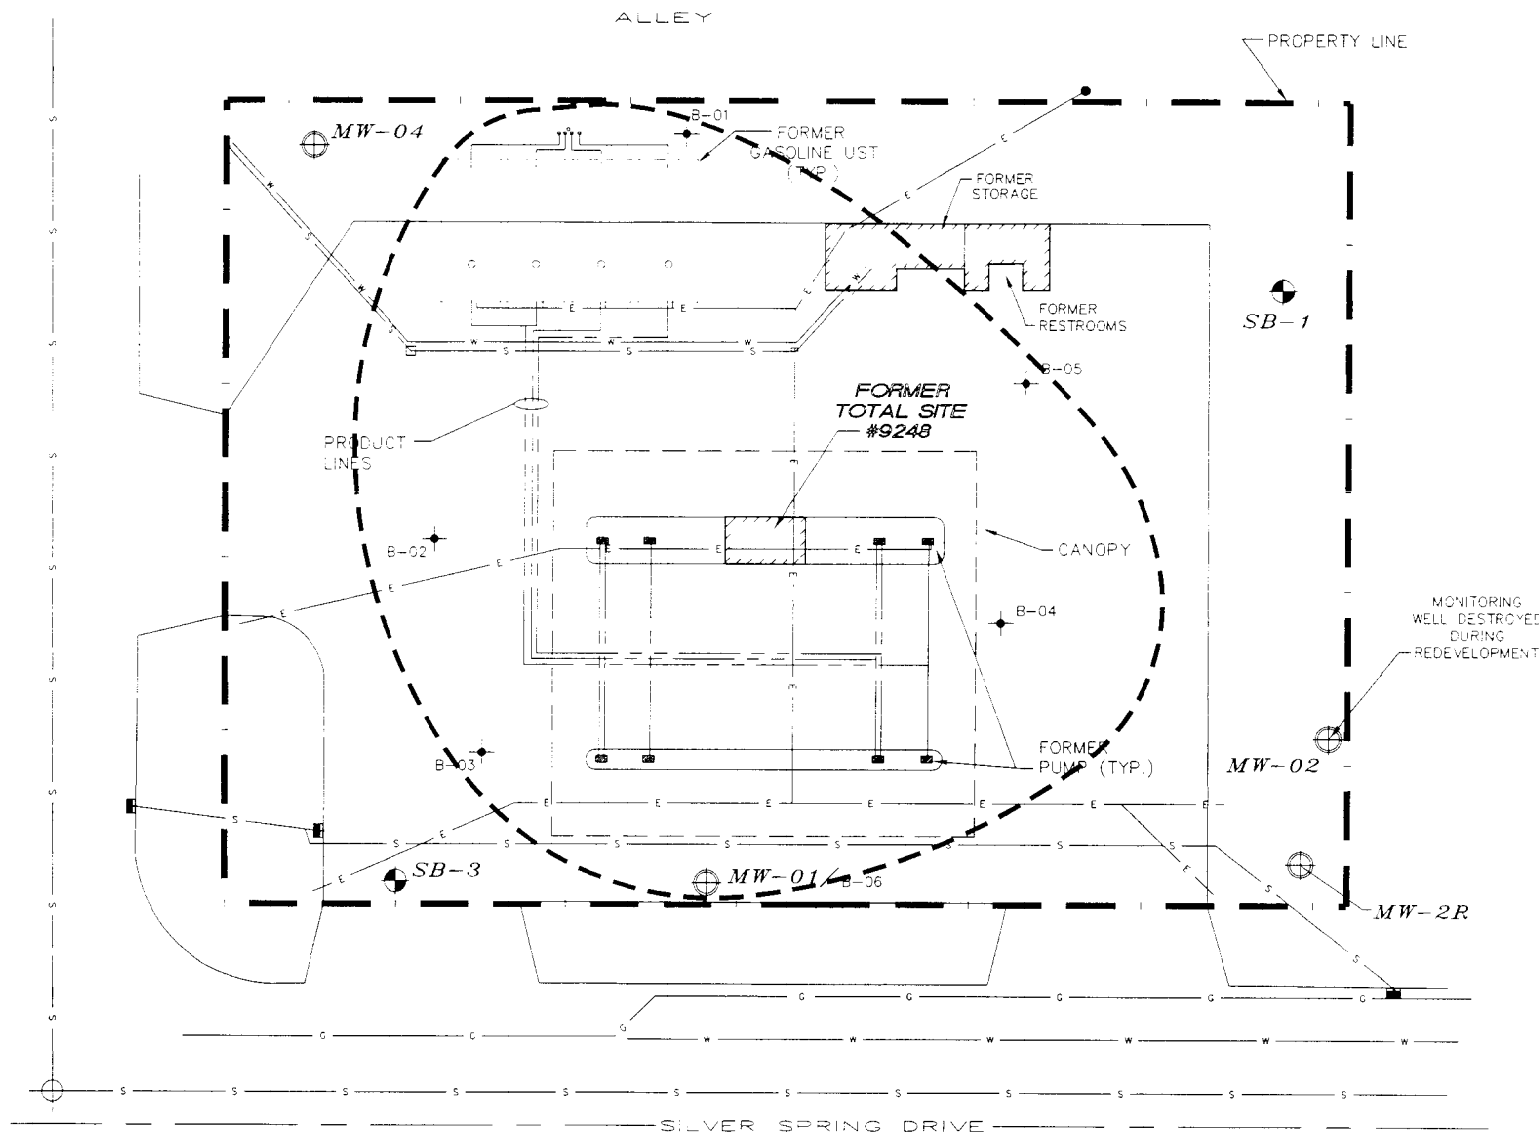 ALLEY
PROPERTY LINE
MW-04
B-01
FORMER
GASOLINE UST
(TYP.)
FORMER
STORAGE
SB-1
FORMER
RESTROOMS
B-05
FORMER
TOTAL SITE
#9248
PRODUCT
LINES
B-02
CANOPY
B-04
MONITORING
WELL DESTROYED
DURING
REDEVELOPMENT
B-03
FORMER
PUMP (TYP.)
MW-02
SB-3
MW-01
B-06
MW-2R
SILVER SPRING DRIVE